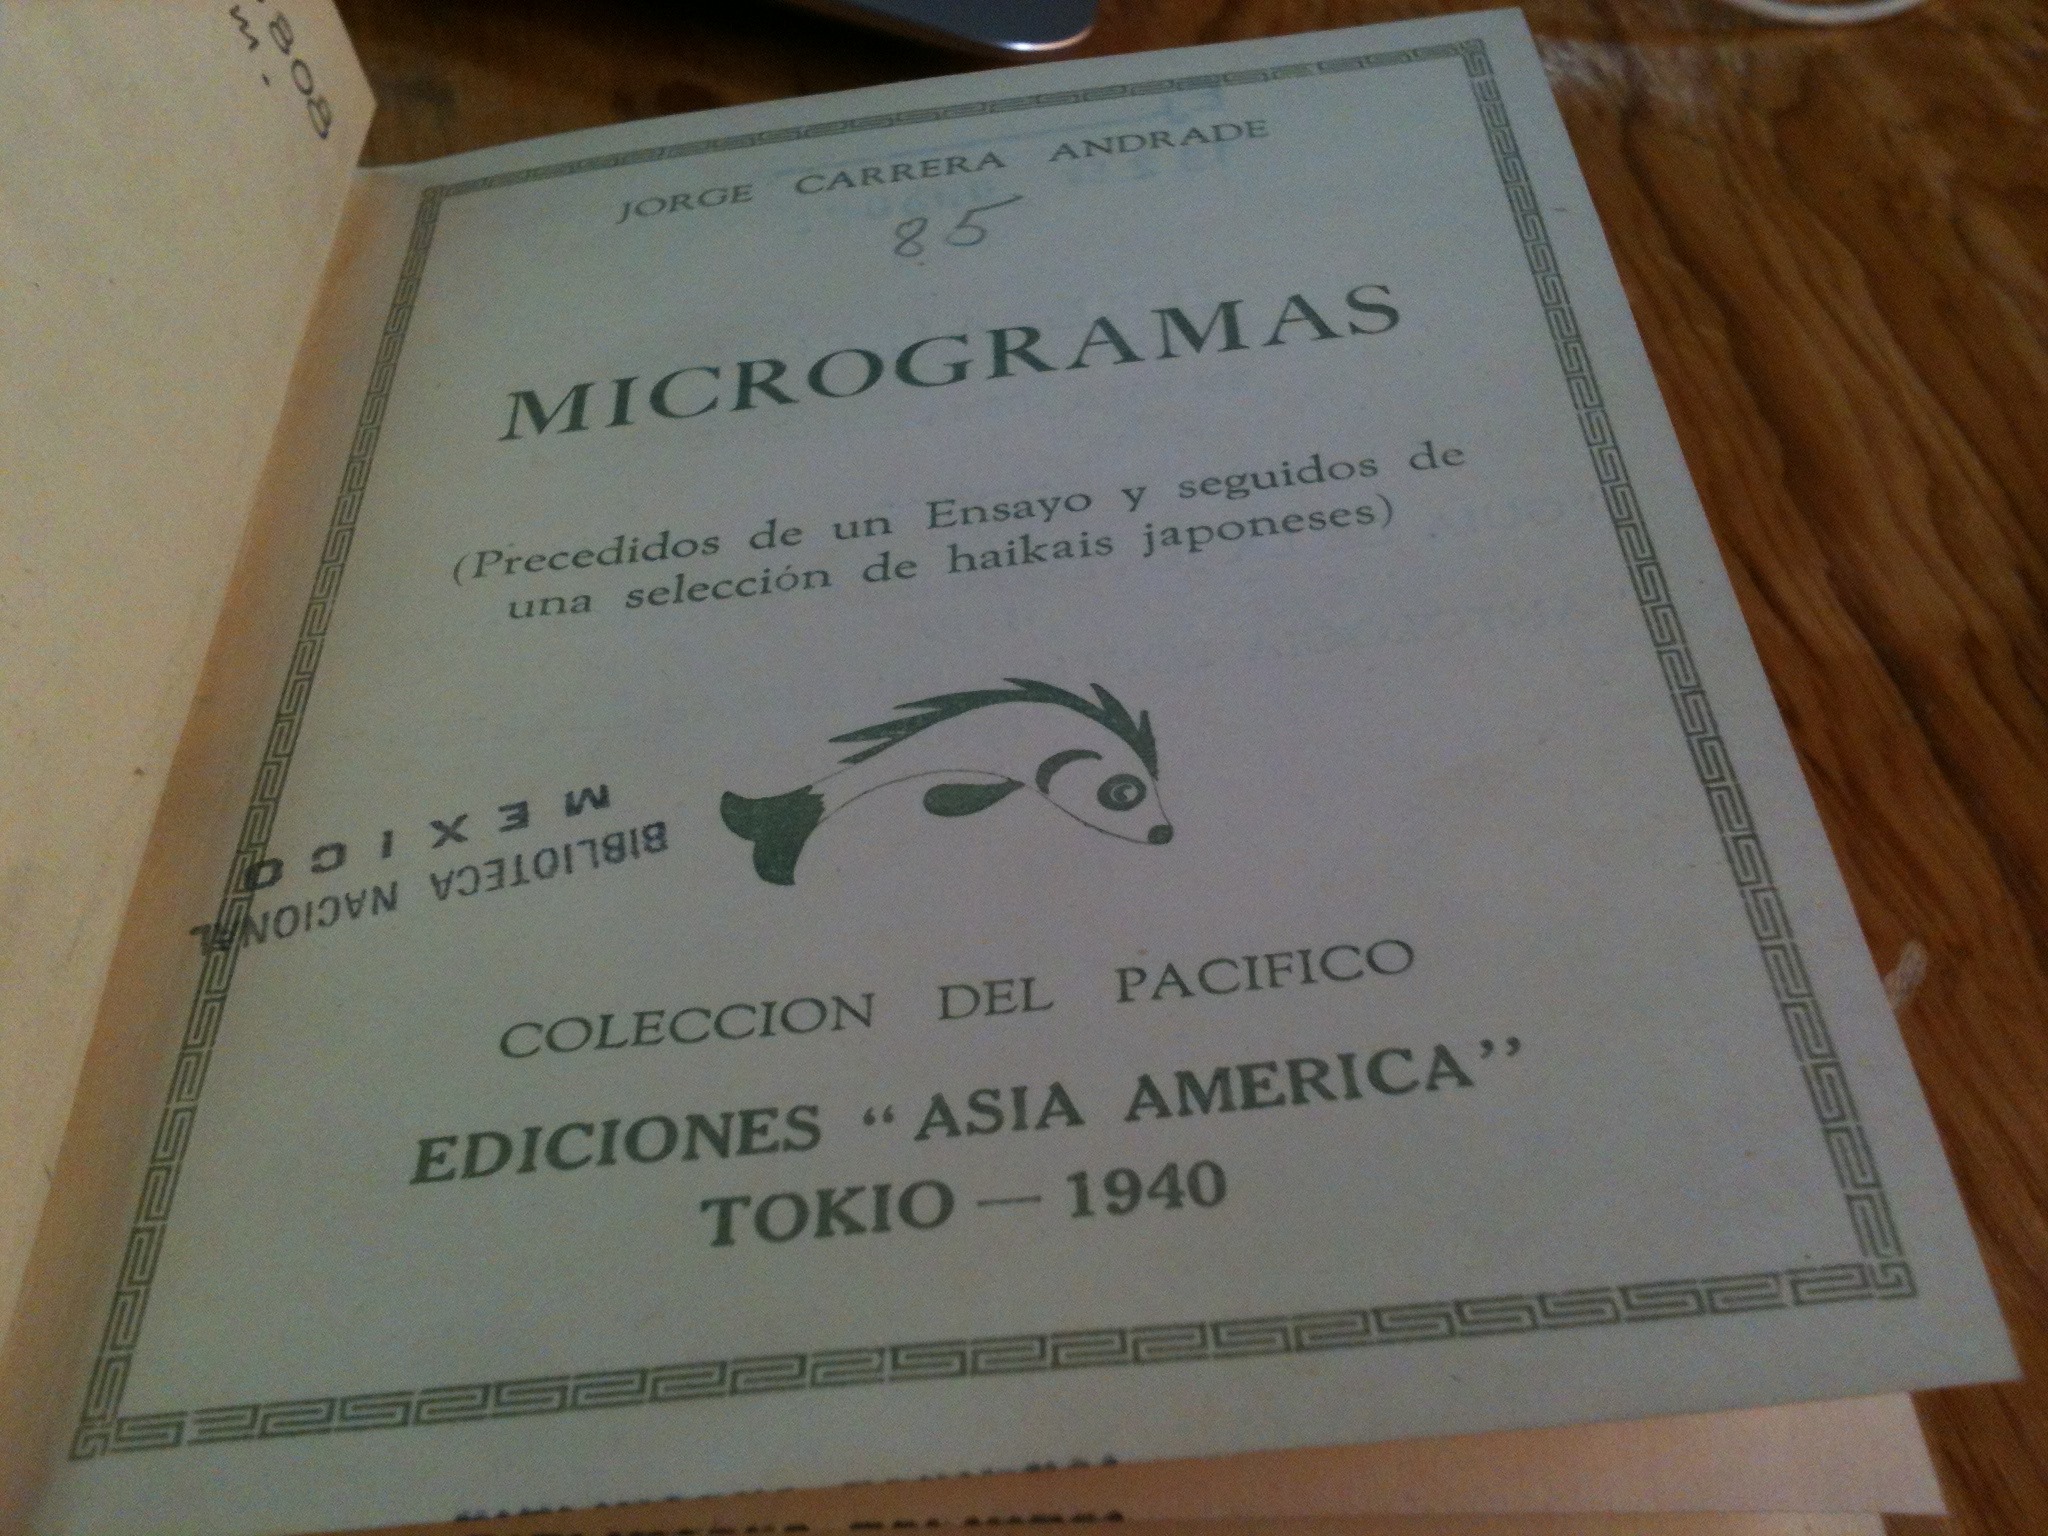 808
JORGE CARRERA ANDRADE
85
MICROGRAMAS
(Precedidos de un Ensayo y seguidos de
una selección de haikais japoneses)
BIBLIOTECA NACIONAL
MEXICO
COLECCION DEL PACIFICO
EDICIONES “ASIA AMERICA”
TOKIO — 1940